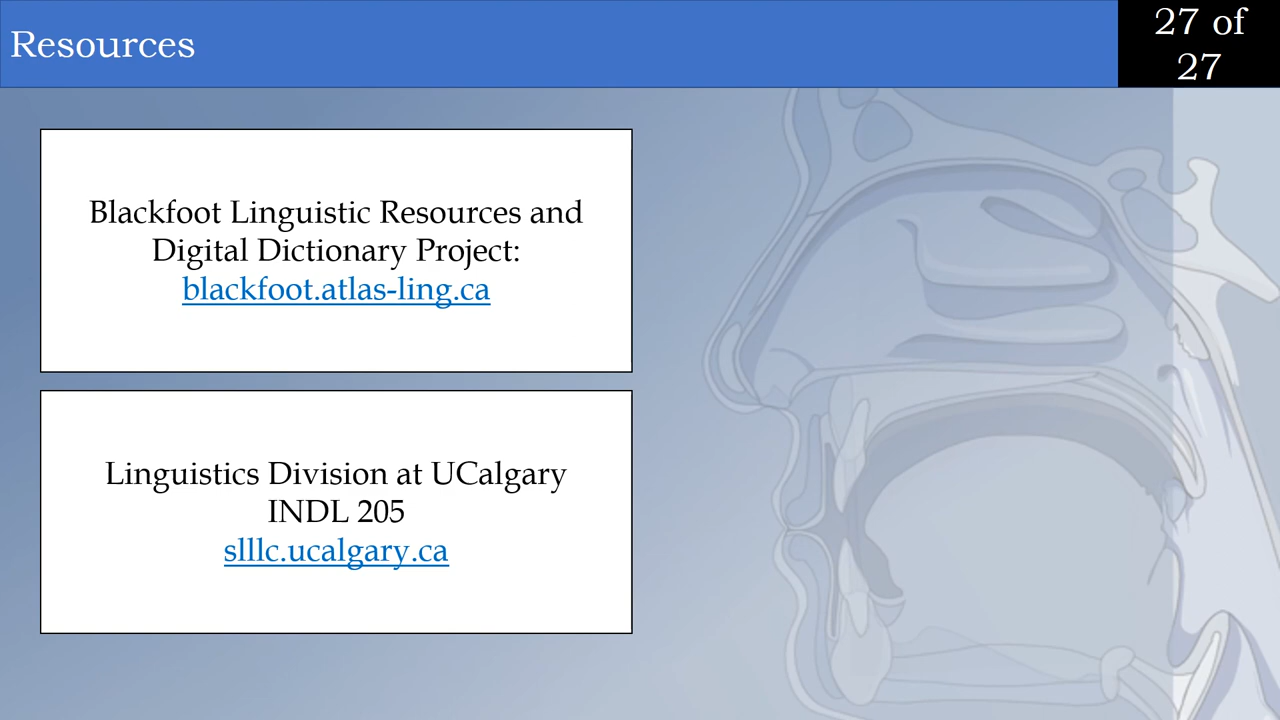 Resources
27 of
27
Blackfoot Linguistic Resources and
Digital Dictionary Project:
blackfoot.atlas-ling.ca
Linguistics Division at UCalgary
INDL 205
slllc.ucalgary.ca